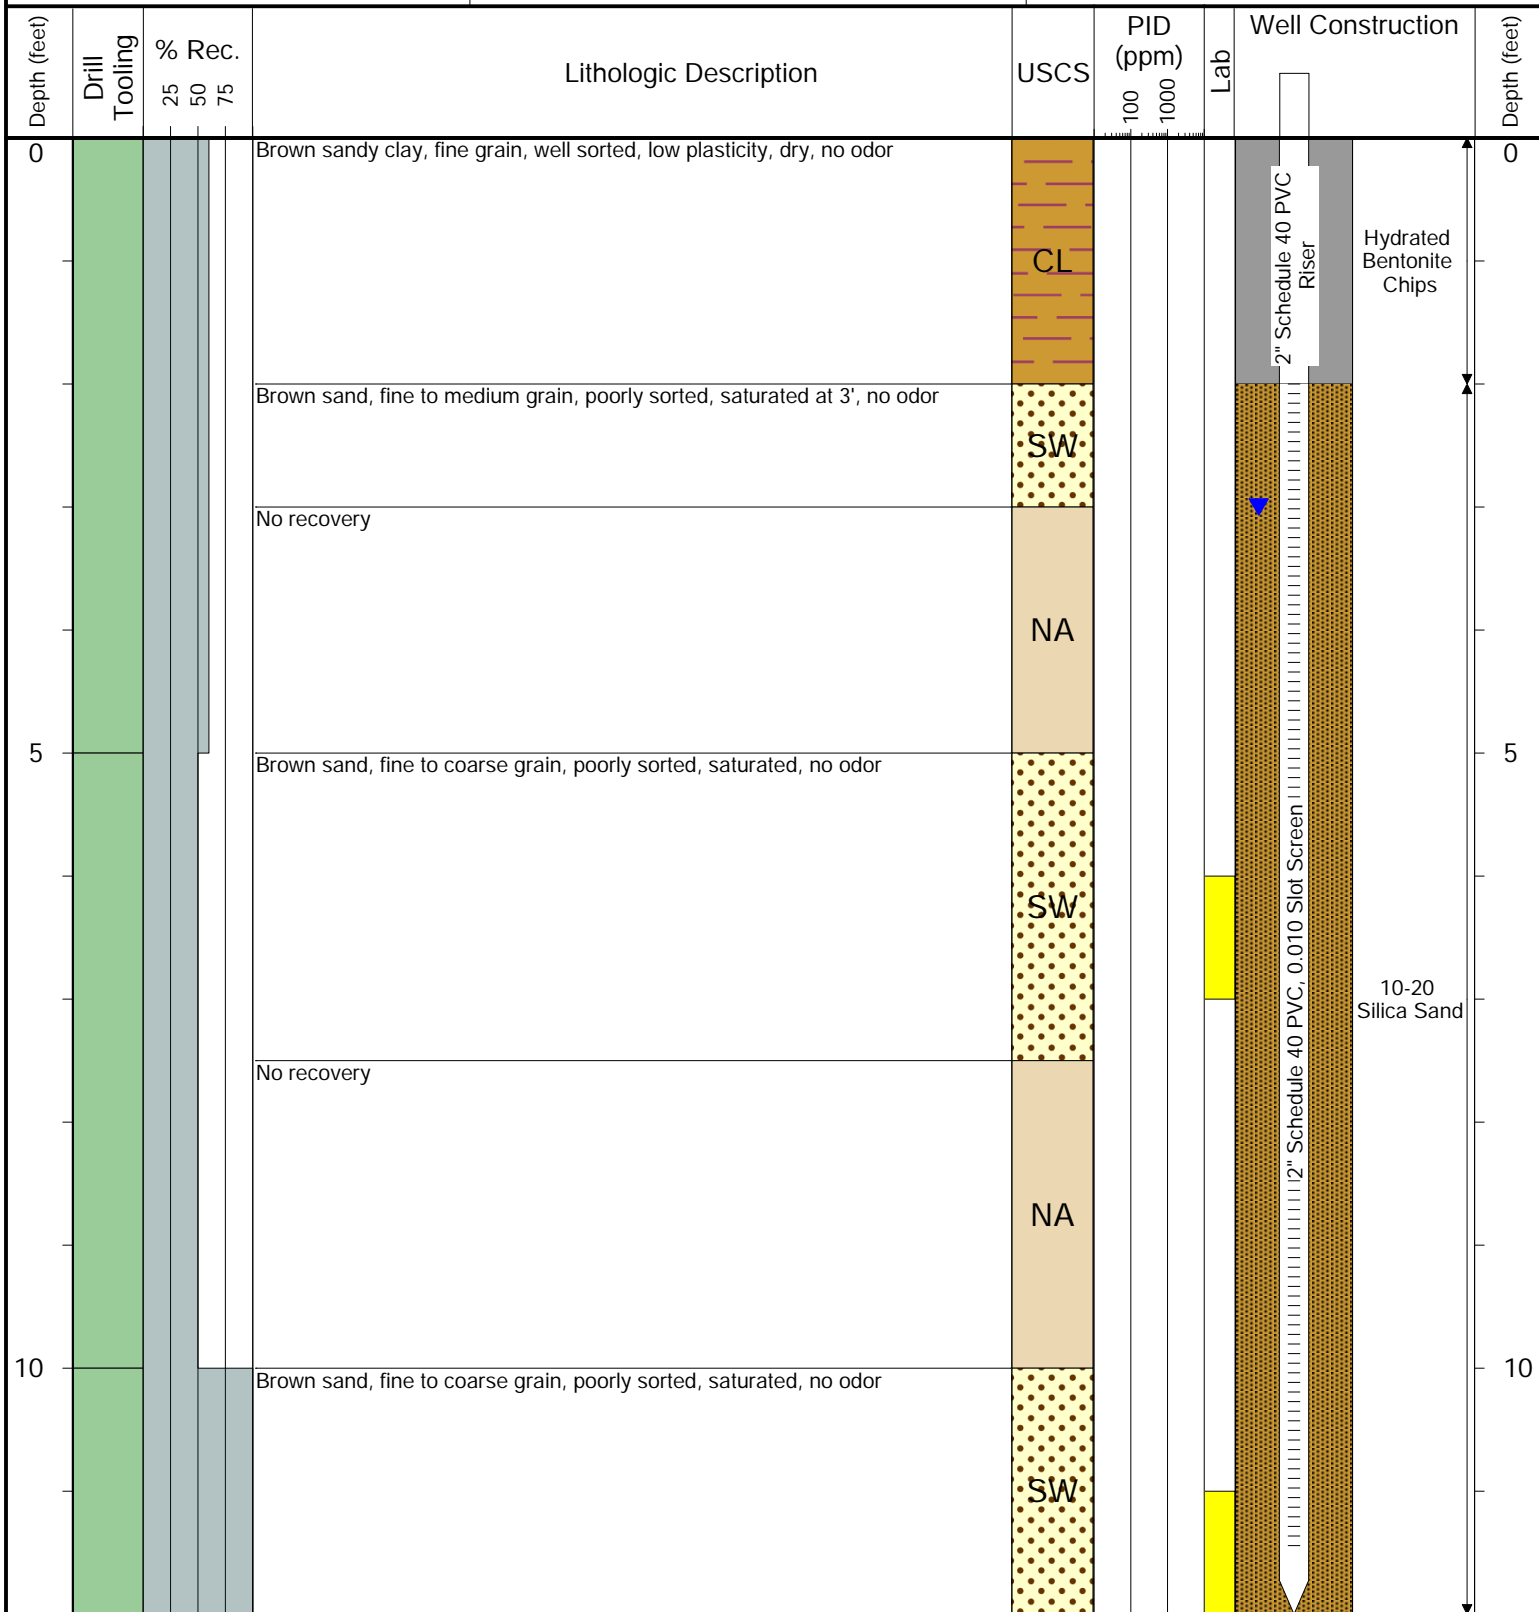 Depth (feet)
Drill
Tooling
% Rec.
25
50
75
Lithologic Description
USCS
PID
(ppm)
100
1000
Lab
Well Construction
Depth (feet)
0
Brown sandy clay, fine grain, well sorted, low plasticity, dry, no odor
CL
2" Schedule 40 PVC
Riser
Hydrated
Bentonite
Chips
0
Brown sand, fine to medium grain, poorly sorted, saturated at 3', no odor
SW
No recovery
NA
5
Brown sand, fine to coarse grain, poorly sorted, saturated, no odor
SW
2" Schedule 40 PVC, 0.010 Slot Screen
10-20
Silica Sand
5
No recovery
NA
10
Brown sand, fine to coarse grain, poorly sorted, saturated, no odor
SW
10